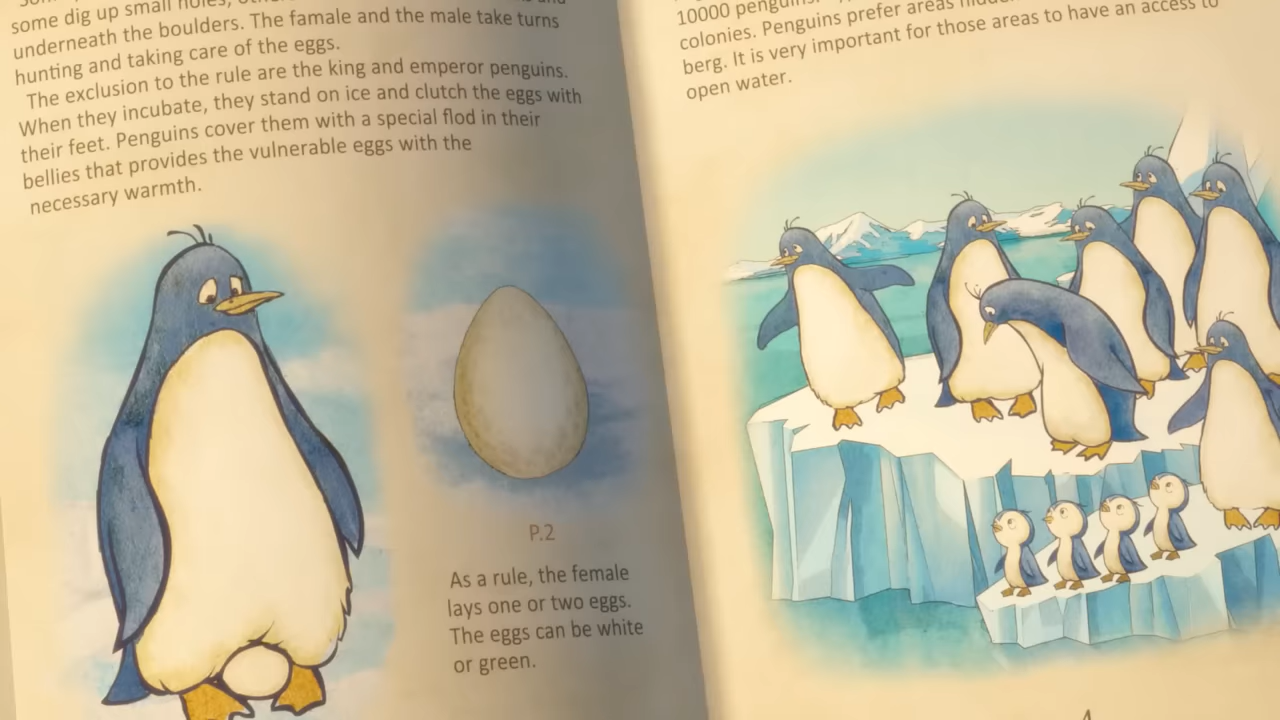 some dig up small holes,
underneath the boulders. The famale and the male take turns
hunting and taking care of the eggs.
The exclusion to the rule are the king and emperor penguins.
When they incubate, they stand on ice and clutch the eggs with
their feet. Penguins cover them with a special flod in their
bellies that provides the vulnerable eggs with the
necessary warmth.
P.2
As a rule, the female
lays one or two eggs.
The eggs can be white
or green.
10000 penguins.
colonies. Penguins prefer areas
berg. It is very important for those areas to have an access to
open water.